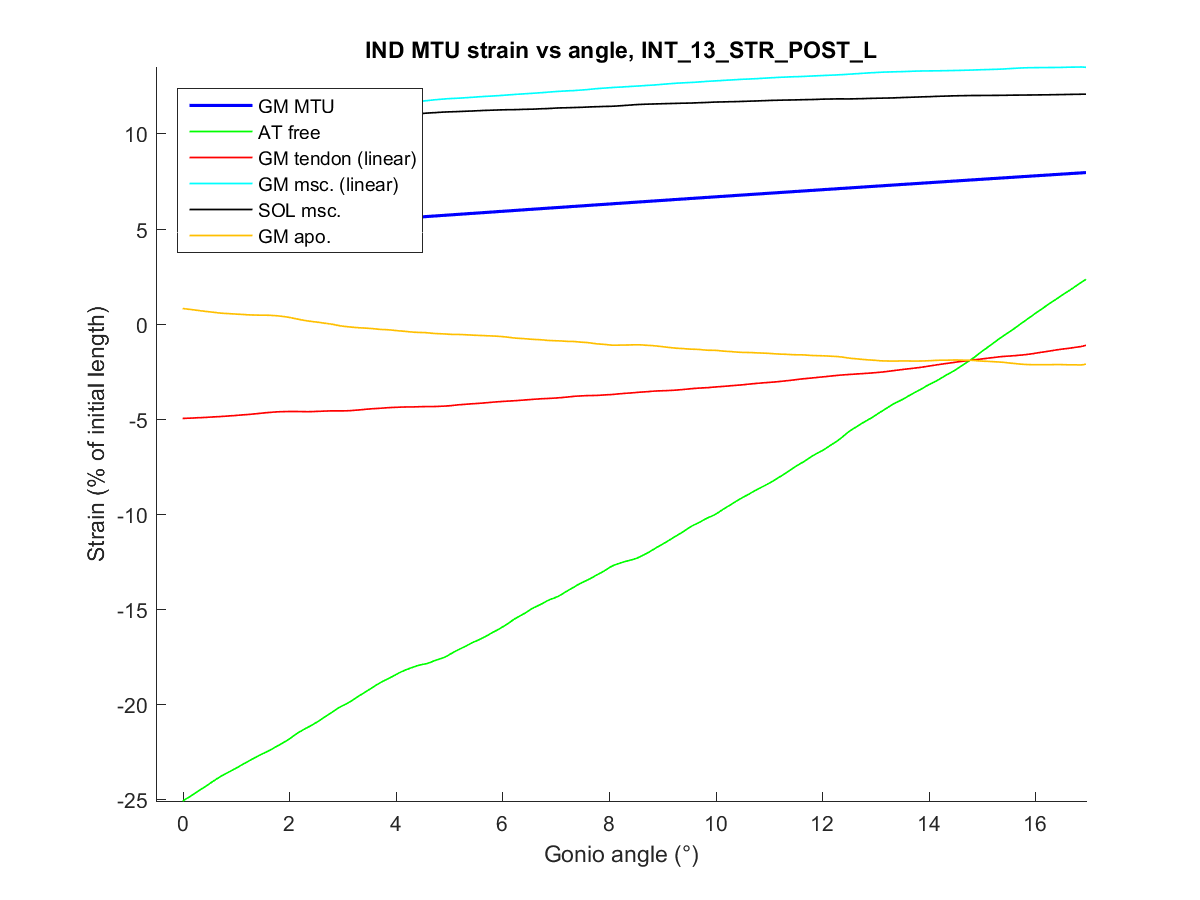 IND MTU strain vs angle, INT_13_STR_POST_L
GM MTU
AT free
GM tendon (linear)
GM msc. (linear)
SOL msc.
GM apo.
10
5
0
-5
-10
-15
-20
-25
Strain (% of initial length)
0 2 4 6 8 10 12 14 16
Gonio angle (°)